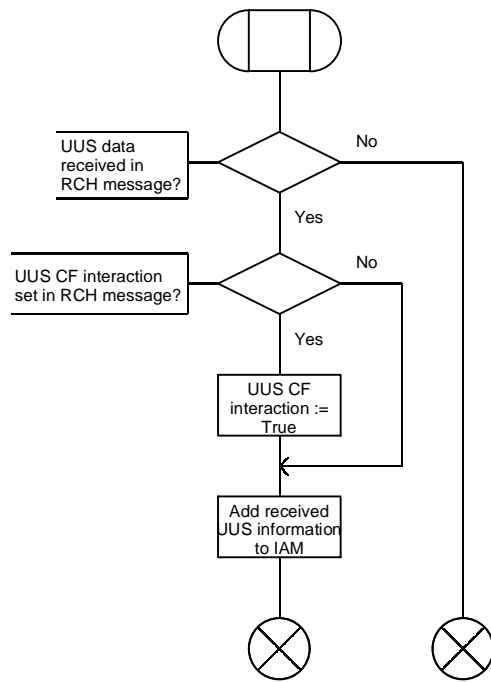 UUS data
received in
RCH message?
No
Yes
UUS CF interaction
set in RCH message?
No
Yes
UUS CF
interaction :=
True
Add received
UUS information
to IAM